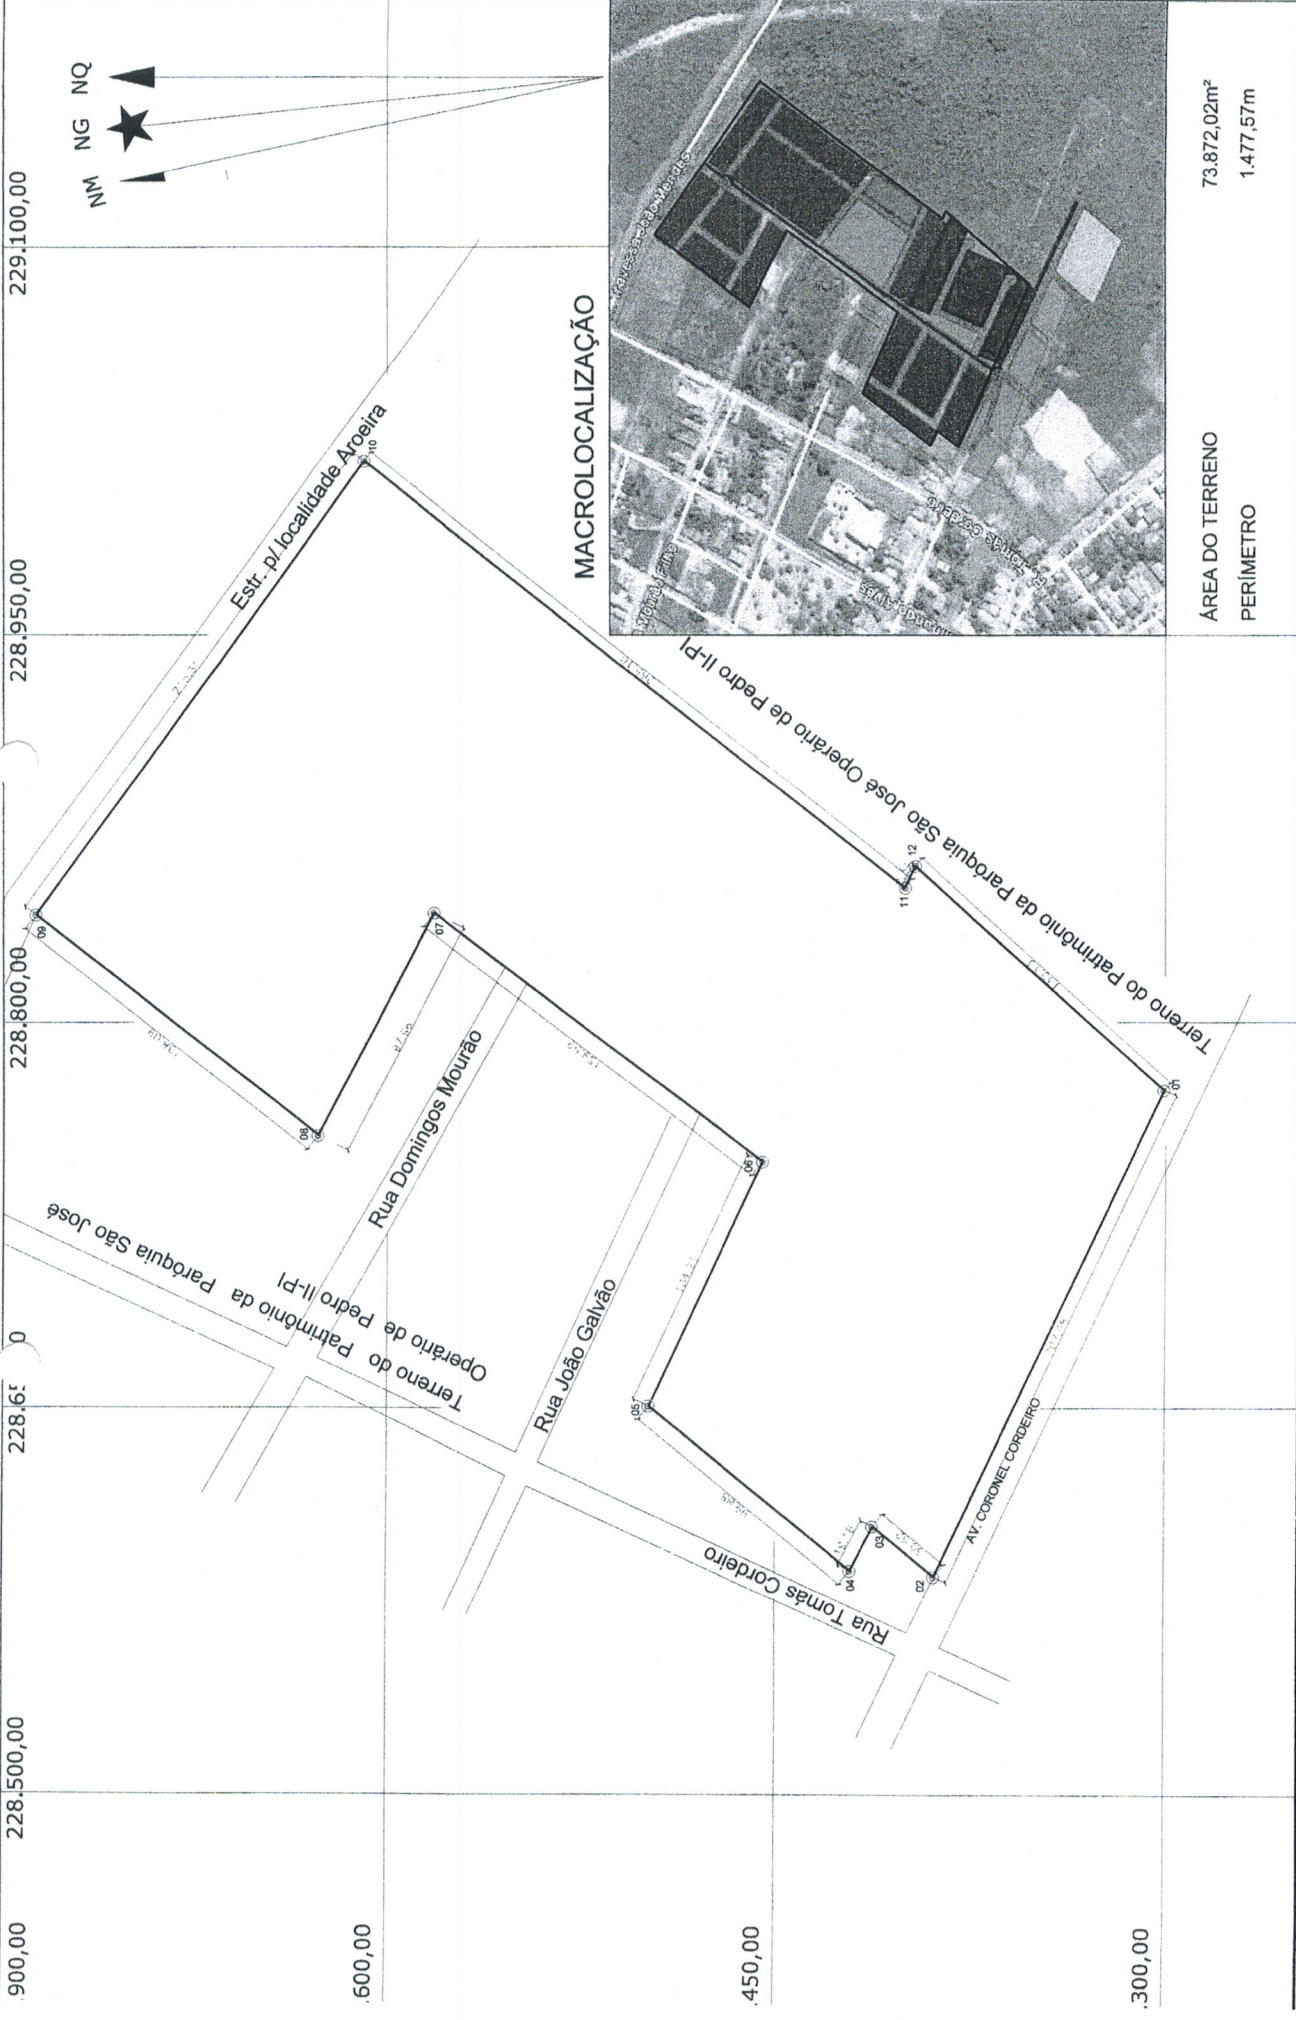 NM
NG
NQ
229.100,00
228.950,00
228.800,00
228.500,00
.900,00
.600,00
.450,00
.300,00
Estr. p/ localidade Aroeira
09
10
08
07
06
05
04
03
02
01
11
12
Rua Domingos Mourão
Rua João Galvão
Terreno do Patrimônio da Paróquia São José
Operário de Pedro II-PI
Rua Tomás Cordeiro
AV. CORONEL CORDEIRO
Terreno do Patrimônio da Paróquia São José Operário de Pedro II-PI
MACROLOCALIZAÇÃO
João Mendes
ÁREA DO TERRENO 73.872,02m²
PERÍMETRO 1.477,57m